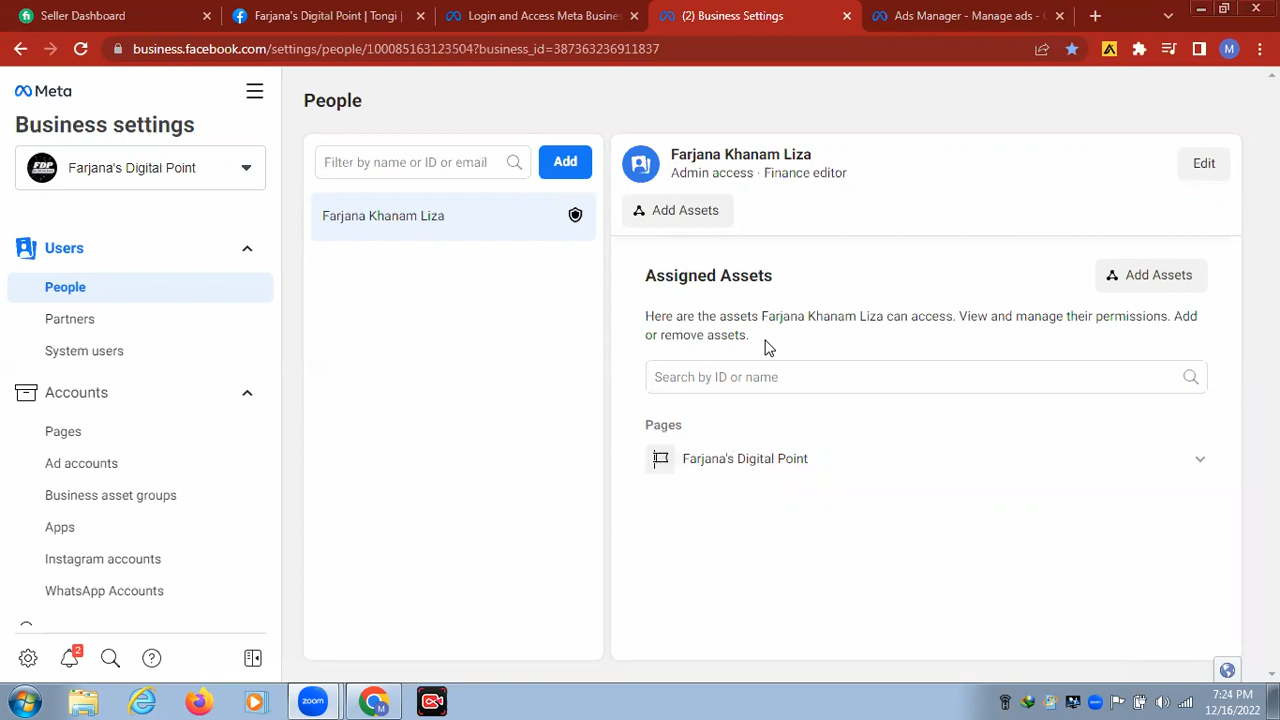 Seller Dashboard
Farjana's Digital Point | Tongi |
Login and Access Meta Busine
(2) Business Settings
Ads Manager - Manage ads - C
business.facebook.com/settings/people/100085163123504?business_id=387363236911837
M
Meta
Business settings
FDP
Farjana's Digital Point
Users
People
Partners
System users
Accounts
Pages
Ad accounts
Business asset groups
Apps
Instagram accounts
WhatsApp Accounts
2
People
Filter by name or ID or email
Add
Farjana Khanam Liza
Farjana Khanam Liza
Admin access · Finance editor
Edit
Add Assets
Assigned Assets
Add Assets
Here are the assets Farjana Khanam Liza can access. View and manage their permissions. Add
or remove assets.
Search by ID or name
Pages
Farjana's Digital Point
zoom
M
7:24 PM
12/16/2022